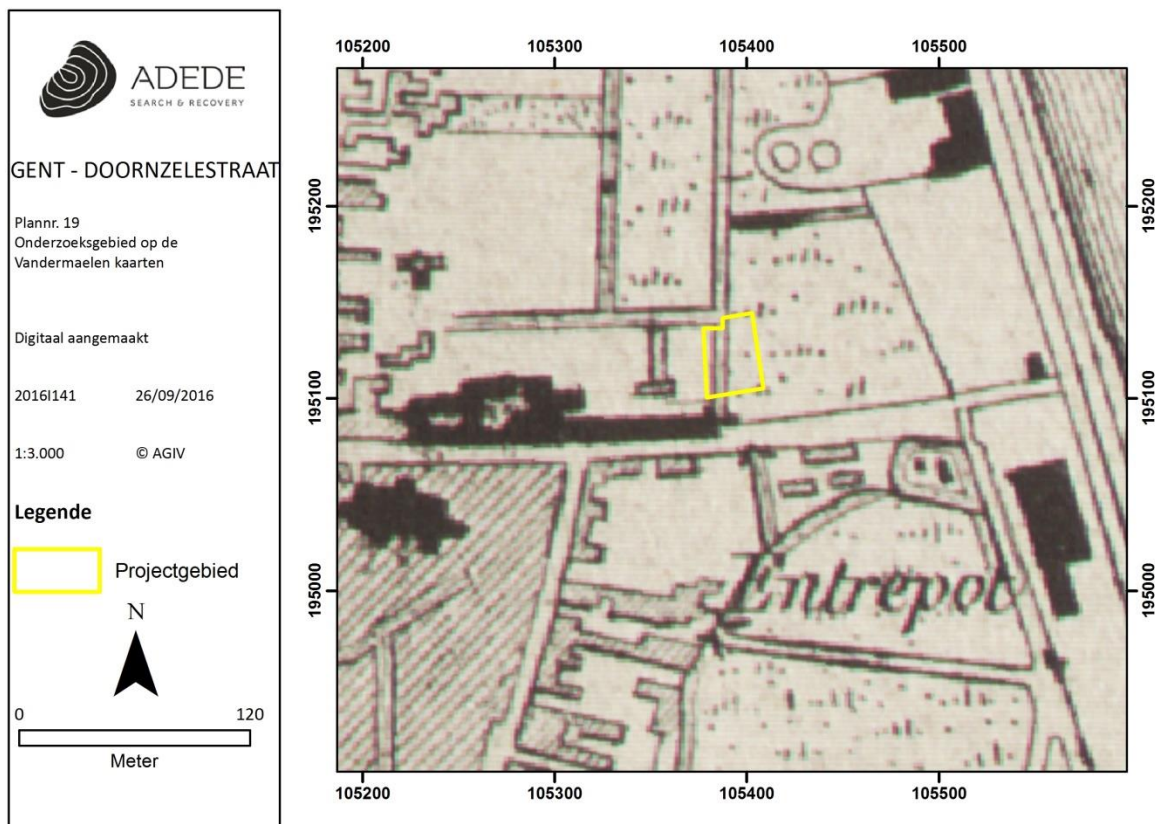 ADEDE
SEARCH & RECOVERY
GENT - DOORNZELESTRAAT
Plannr. 19
Onderzoeksgebied op de
Vandermaelen kaarten
Digitaal aangemaakt
2016I141 26/09/2016
1:3.000 © AGIV
Legende
Projectgebied
N
0 120
Meter
105200 105300 105400 105500
195200 195200
195100 195100
195000 195000
Entrepot
105200 105300 105400 105500